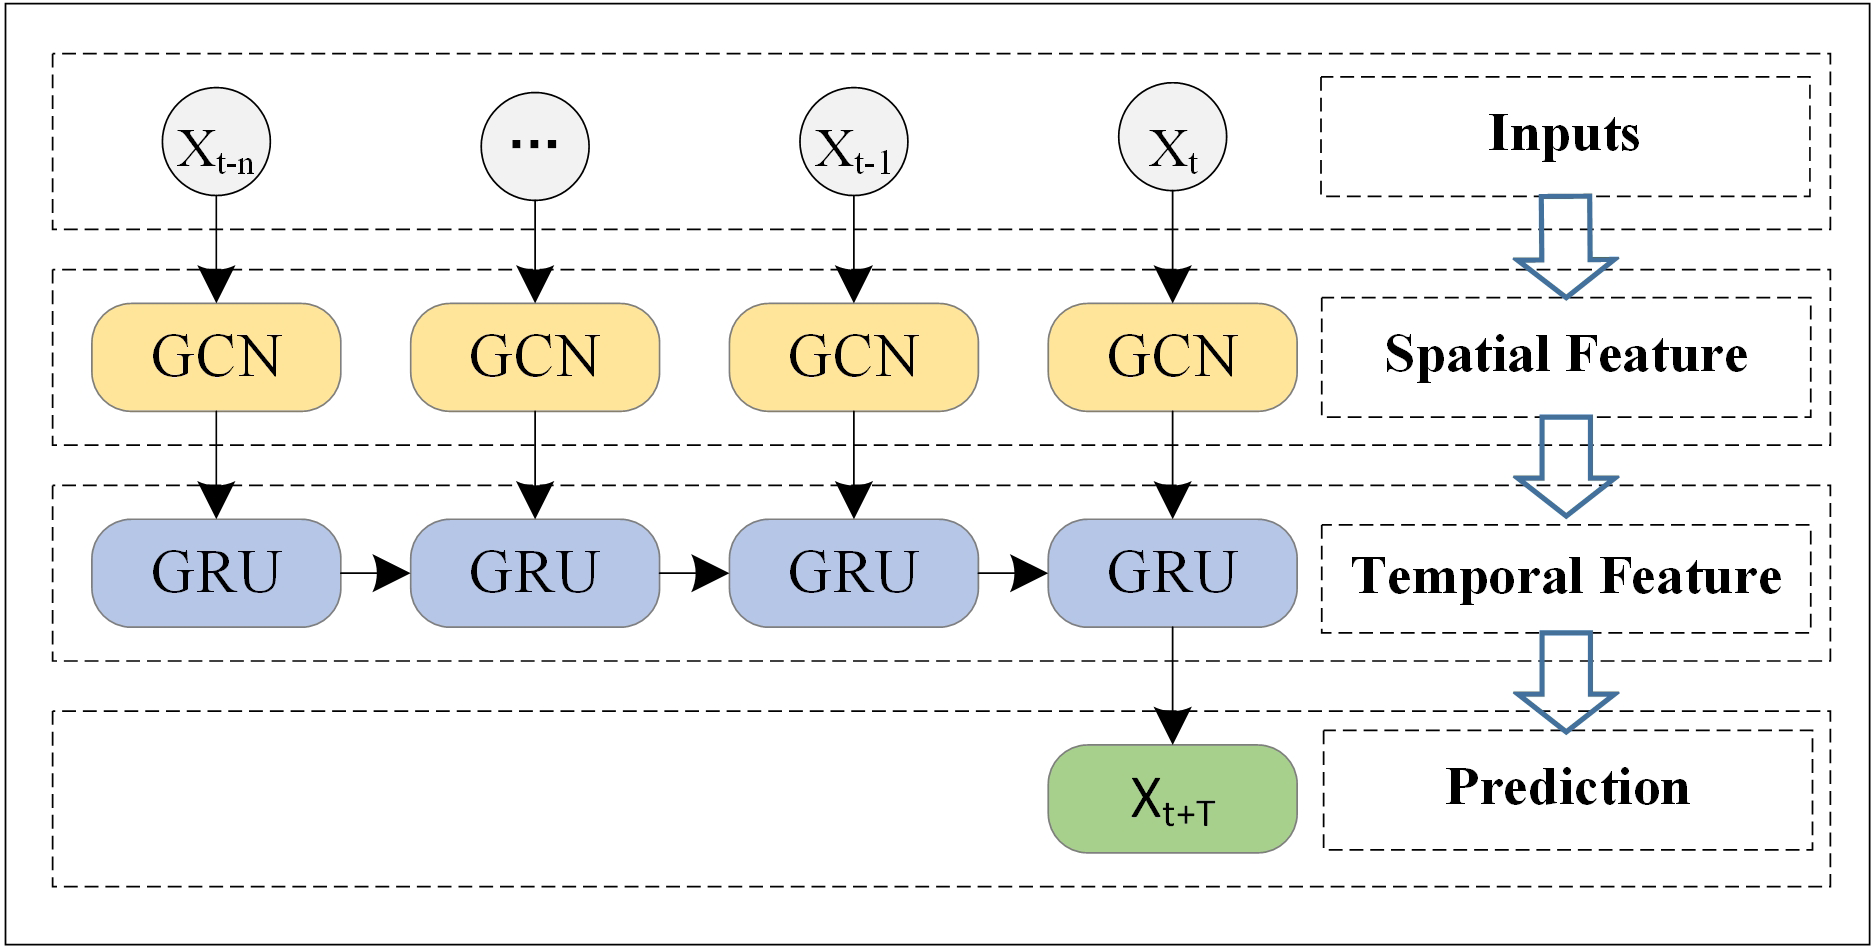 X_{t-n} ... X_{t-1} X_t Inputs
GCN GCN GCN GCN Spatial Feature
GRU GRU GRU GRU Temporal Feature
X_{t+T} Prediction